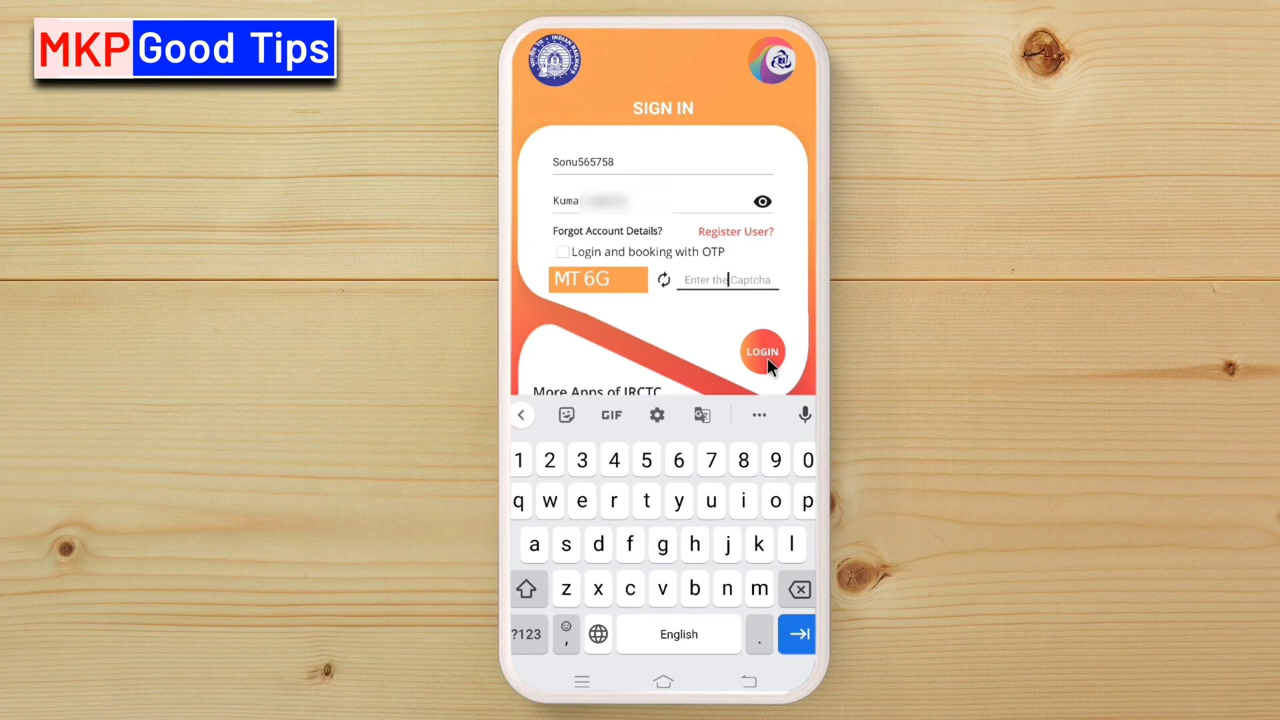 MKP Good Tips
INDIAN RAILWAYS
SIGN IN
Sonu565758
Kuma
Forgot Account Details? Register User?
Login and booking with OTP
MT 6G Enter the Captcha
LOGIN
More Apps of IRCTC
GIF
1 2 3 4 5 6 7 8 9 0
q w e r t y u i o p
a s d f g h j k l
z x c v b n m
?123 , English .